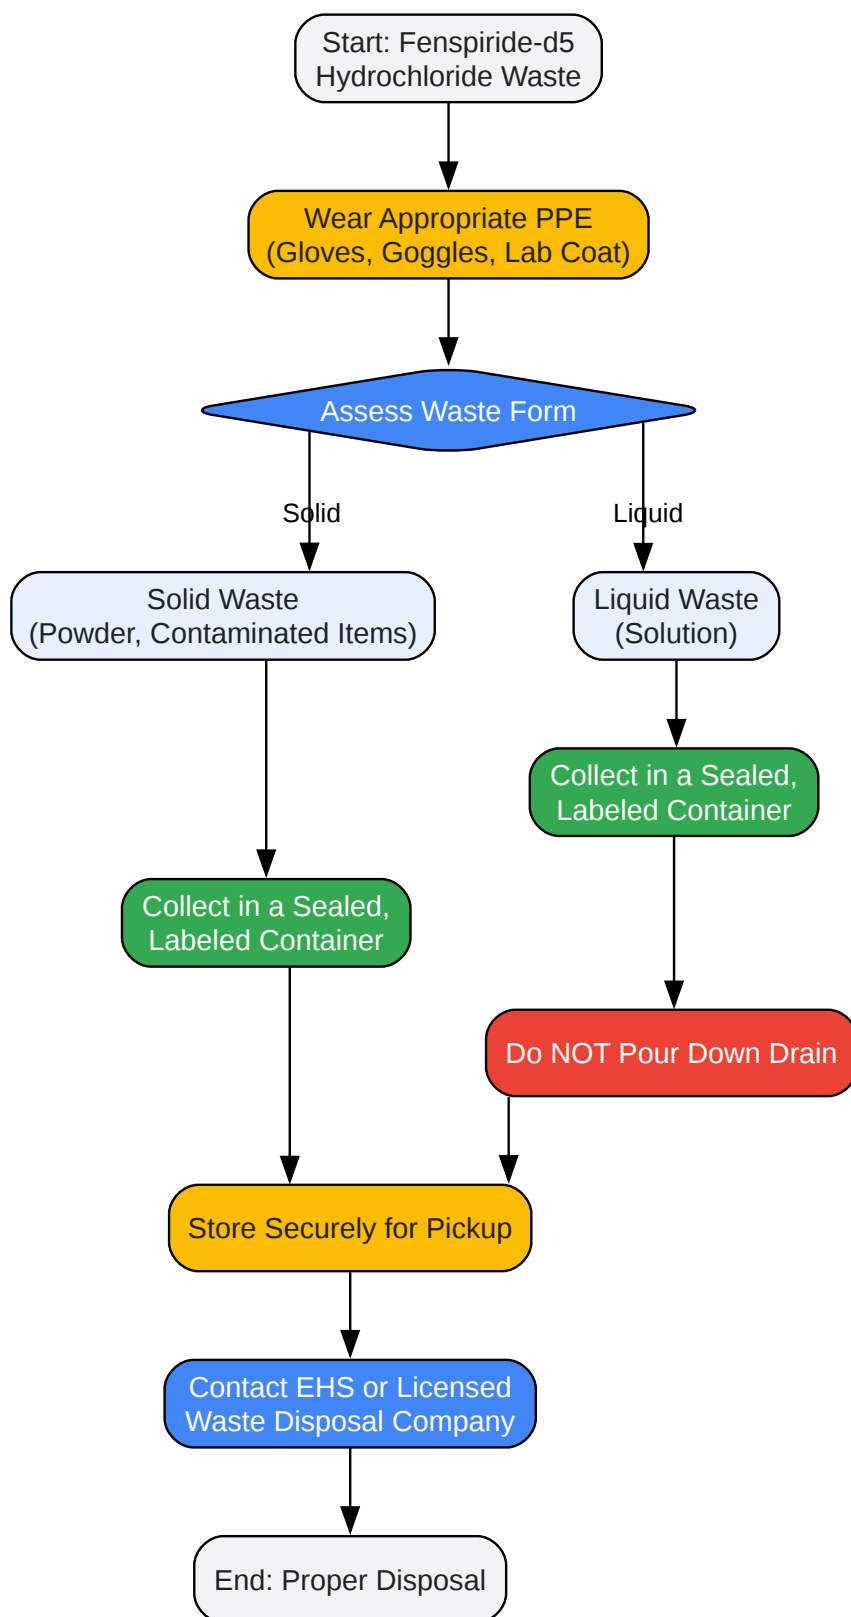 Start: Fenspiride-d5
Hydrochloride Waste
Wear Appropriate PPE
(Gloves, Goggles, Lab Coat)
Assess Waste Form
Solid
Liquid
Solid Waste
(Powder, Contaminated Items)
Liquid Waste
(Solution)
Collect in a Sealed,
Labeled Container
Collect in a Sealed,
Labeled Container
Do NOT Pour Down Drain
Store Securely for Pickup
Contact EHS or Licensed
Waste Disposal Company
End: Proper Disposal